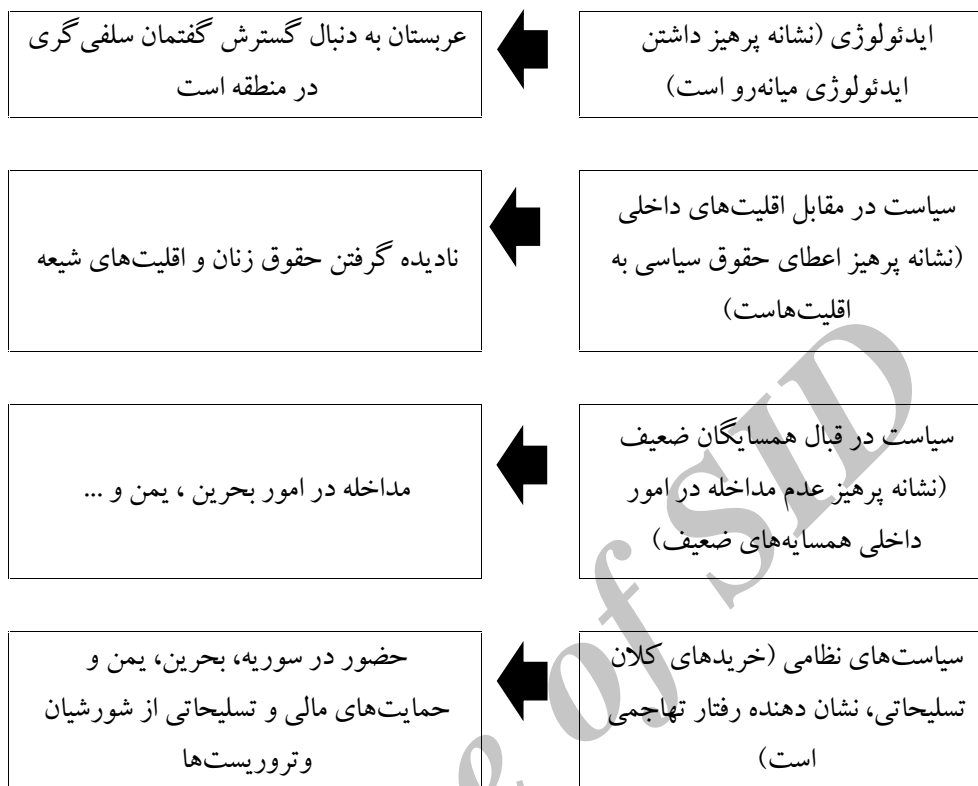 ایدئولوژی (نشانه پرهیز داشتن
ایدئولوژی میانه‌رو است)
عربستان به دنبال گسترش گفتمان سلفی‌گری
در منطقه است
سیاست در مقابل اقلیت‌های داخلی
(نشانه پرهیز اعطای حقوق سیاسی به
اقلیت‌هاست)
نادیده گرفتن حقوق زنان و اقلیت‌های شیعه
سیاست در قبال همسایگان ضعیف
(نشانه پرهیز عدم مداخله در امور
داخلی همسایه‌های ضعیف)
مداخله در امور بحرین ، یمن و ...
سیاست‌های نظامی (خریدهای کلان
تسلیحاتی، نشان دهنده رفتار تهاجمی
است)
حضور در سوریه، بحرین، یمن و
حمایت‌های مالی و تسلیحاتی از شورشیان
وتروریست‌ها
e of SID